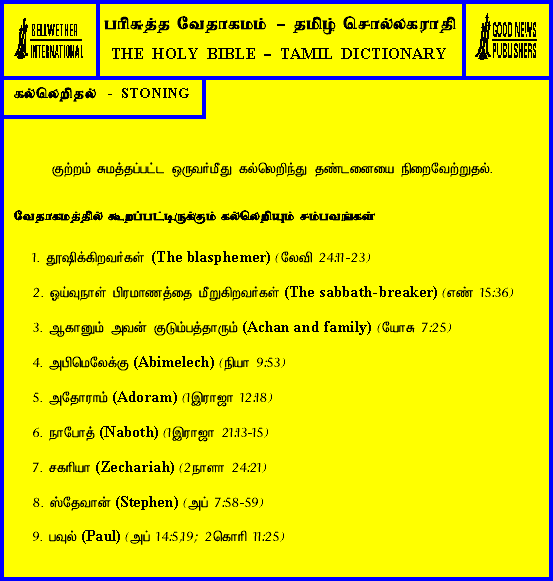 BELLWETHER
INTERNATIONAL
பரிசுத்த வேதாகமம் – தமிழ் சொல்லகராதி
THE HOLY BIBLE – TAMIL DICTIONARY
GOOD NEWS
PUBLISHERS
கல்லெறிதல் - STONING
குற்றம் சுமத்தப்பட்ட ஒருவர்மீது கல்லெறிந்து தண்டனையை நிறைவேற்றுதல்.
வேதாகமத்தில் கூறப்பட்டிருக்கும் கல்லெறியும் சம்பவங்கள்
1. தூஷிக்கிறவர்கள் (The blasphemer) (லேவி 24:11-23)
2. ஓய்வுநாள் பிரமாணத்தை மீறுகிறவர்கள் (The sabbath-breaker) (எண் 15:36)
3. ஆகானும் அவன் குடும்பத்தாரும் (Achan and family) (யோசு 7:25)
4. அபிமெலேக்கு (Abimelech) (நியா 9:53)
5. அதோராம் (Adoram) (1இராஜா 12:18)
6. நாபோத் (Naboth) (1இராஜா 21:13-15)
7. சகரியா (Zechariah) (2நாளா 24:21)
8. ஸ்தேவான் (Stephen) (அப் 7:58-59)
9. பவுல் (Paul) (அப் 14:5,19; 2கொரி 11:25)